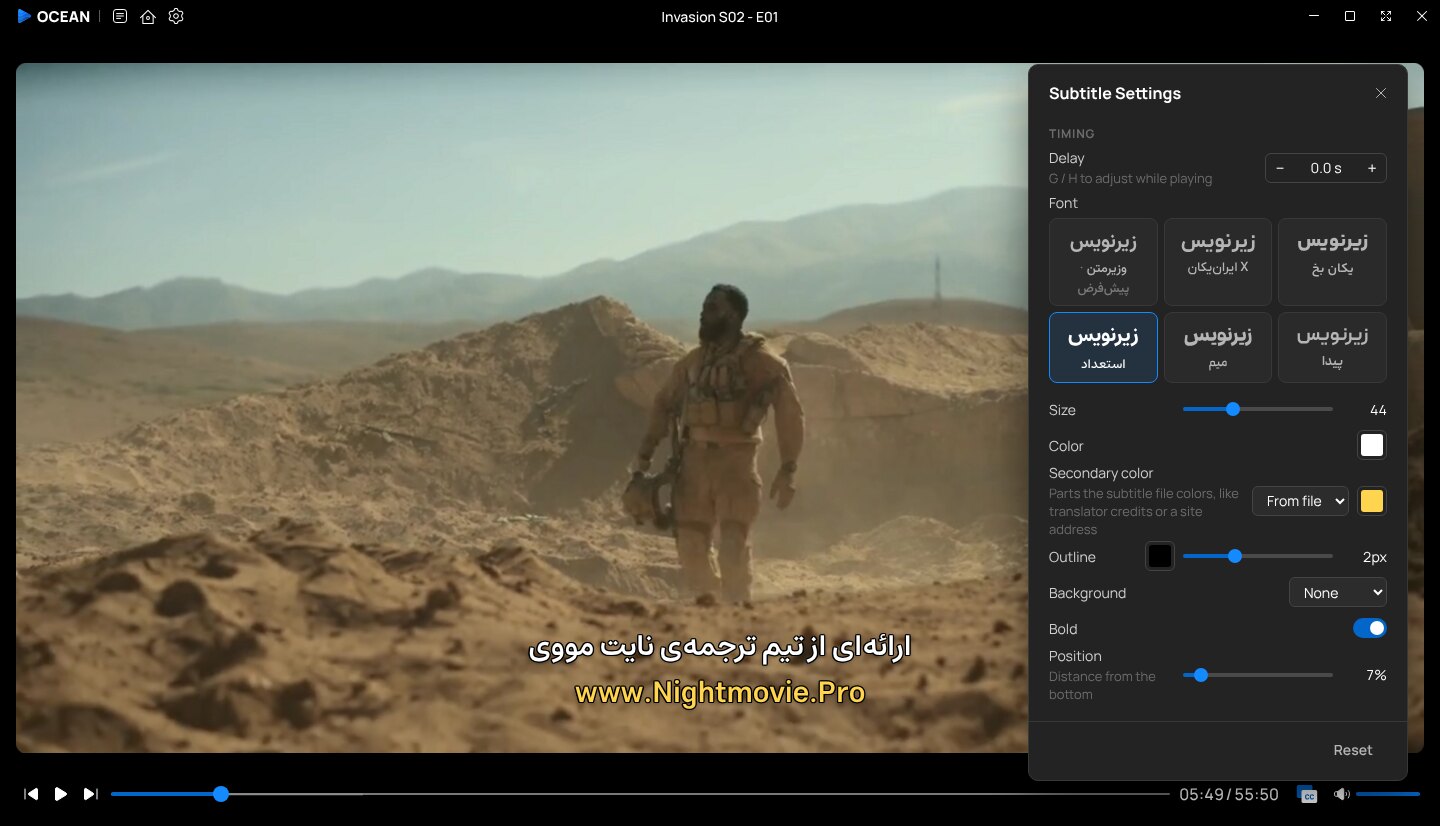 OCEAN
Invasion S02 - E01
Subtitle Settings
TIMING
Delay
G / H to adjust while playing
− 0.0 s +
Font
زیرنویس
وزیرمتن ·
پیش‌فرض
زیرنویس
ایران‌یکان X
زیرنویس
یکان بخ
زیرنویس
استعداد
زیرنویس
میم
زیرنویس
پیدا
Size 44
Color
Secondary color
Parts the subtitle file colors, like
translator credits or a site
address
From file
Outline 2px
Background None
Bold
Position
Distance from the
bottom
7%
Reset
ارائه‌ای از تیم ترجمه‌ی نایت مووی
www.Nightmovie.Pro
05:49 / 55:50
CC